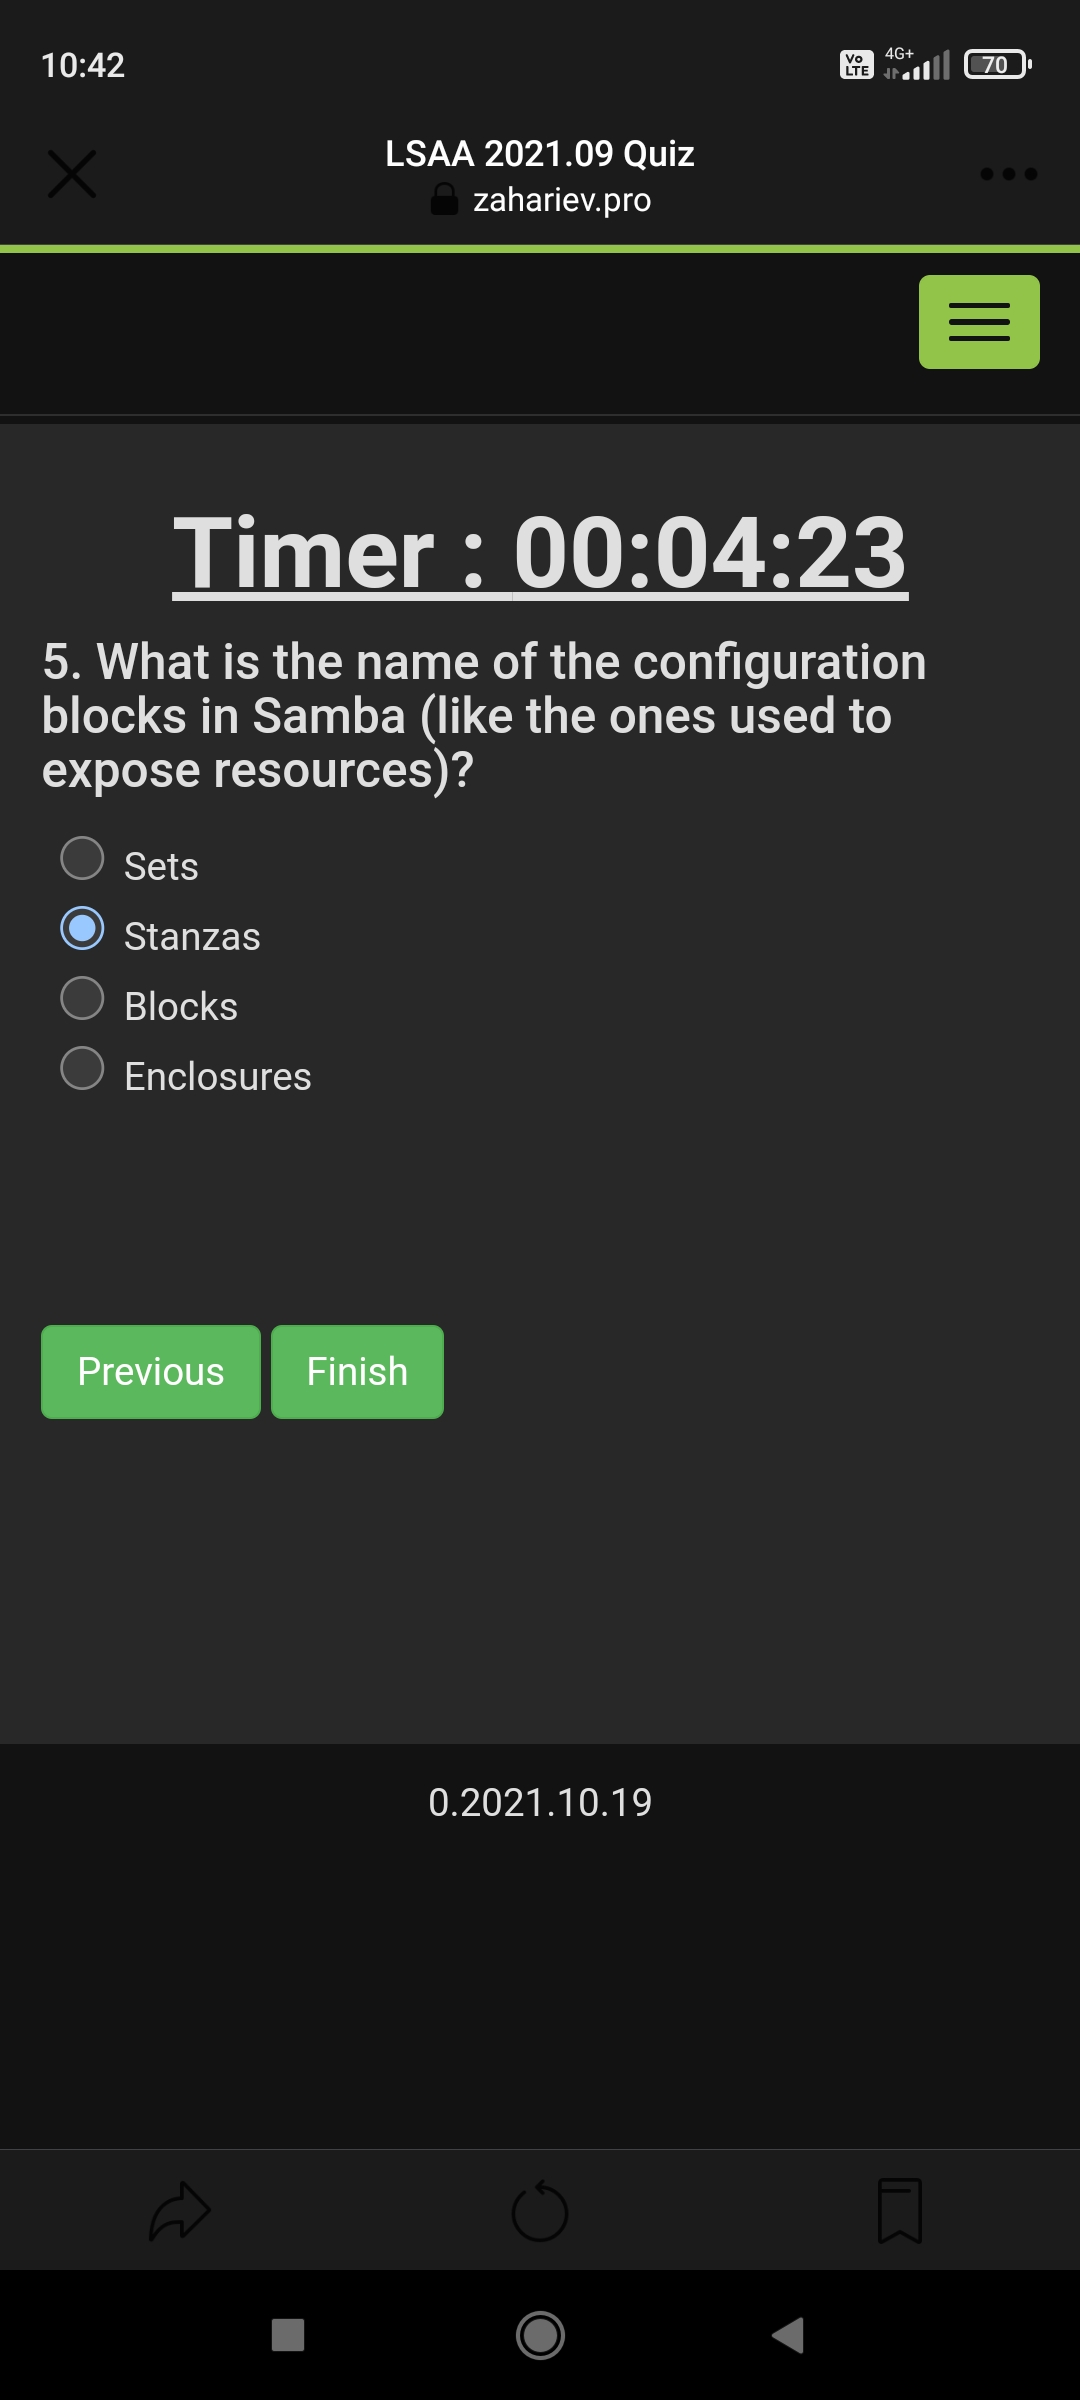 10:42
Vo LTE 4G+ 70
LSAA 2021.09 Quiz
zahariev.pro
Timer : 00:04:23
5. What is the name of the configuration
blocks in Samba (like the ones used to
expose resources)?
Sets
Stanzas
Blocks
Enclosures
Previous Finish
0.2021.10.19